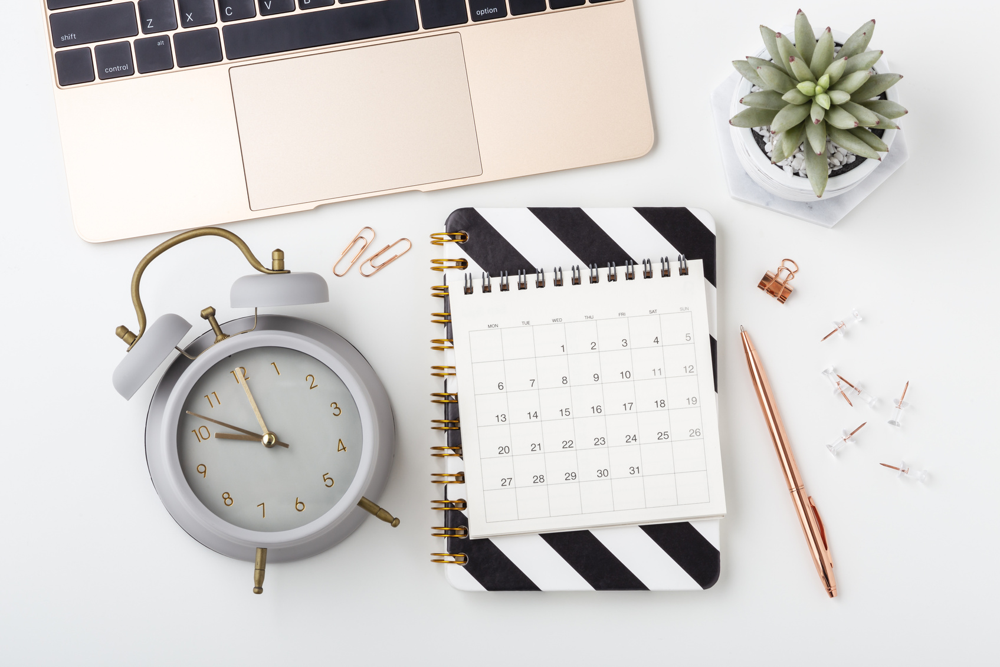 Z X C V B
shift option
alt
control
12 1 2 3 4 5 6 7 8 9 10 11
MON TUE WED THU FRI SAT SUN
1 2 3 4 5
6 7 8 9 10 11 12
13 14 15 16 17 18 19
20 21 22 23 24 25 26
27 28 29 30 31